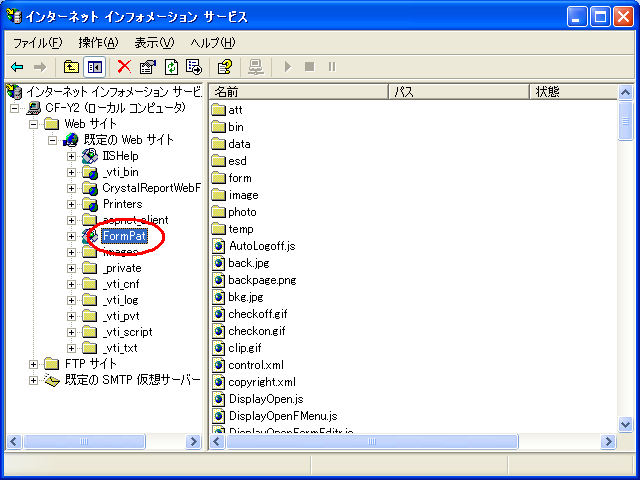 インターネット インフォメーション サービス
ファイル(F) 操作(A) 表示(V) ヘルプ(H)
インターネット インフォメーション サービ
CF-Y2 (ローカル コンピュータ)
Web サイト
既定の Web サイト
IISHelp
_vti_bin
CrystalReportWebF
Printers
aspnet_client
FormPat
images
_private
_vti_cnf
_vti_log
_vti_pvt
_vti_script
_vti_txt
FTP サイト
既定の SMTP 仮想サーバー
名前 パス 状態
att
bin
data
esd
form
image
photo
temp
AutoLogoff.js
back.jpg
backpage.png
bkg.jpg
checkoff.gif
checkon.gif
clip.gif
control.xml
copyright.xml
DisplayOpen.js
DisplayOpenFMenu.js
DisplayOpenFormEditr.js